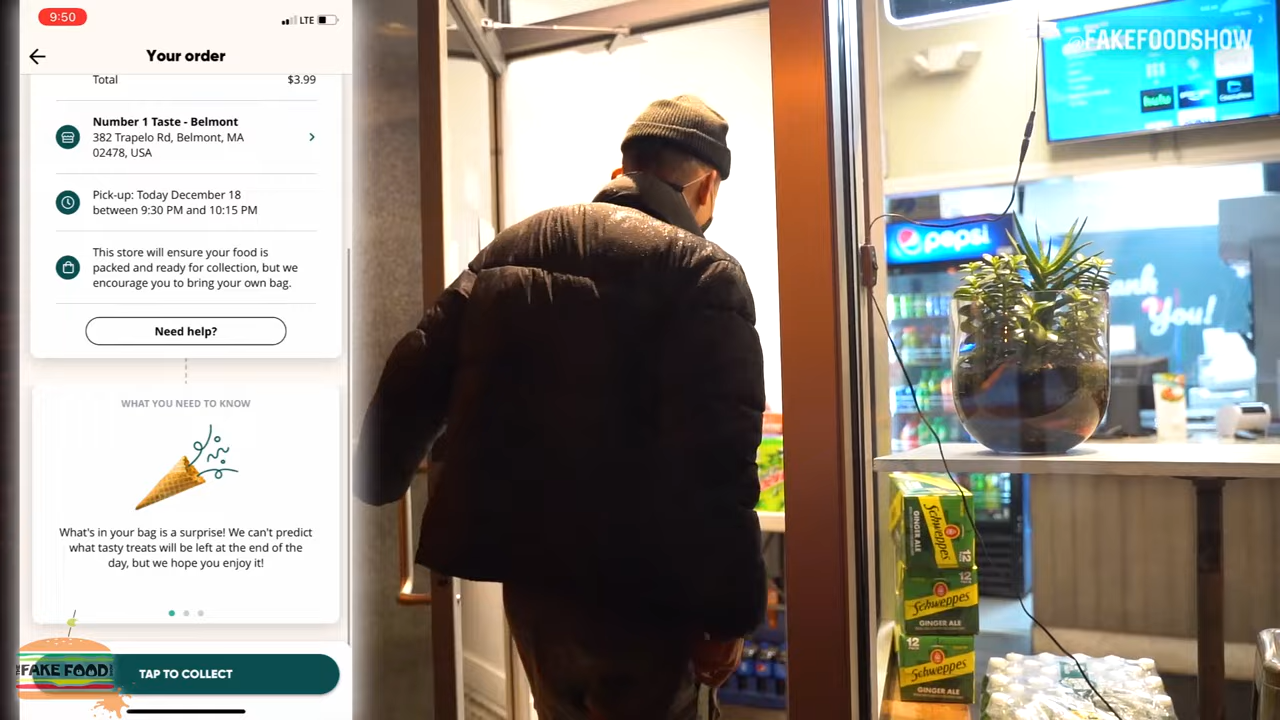 9:50
LTE
Your order
Total $3.99
Number 1 Taste - Belmont
382 Trapelo Rd, Belmont, MA
02478, USA
Pick-up: Today December 18
between 9:30 PM and 10:15 PM
This store will ensure your food is
packed and ready for collection, but we
encourage you to bring your own bag.
Need help?
WHAT YOU NEED TO KNOW
What's in your bag is a surprise! We can't predict
what tasty treats will be left at the end of the
day, but we hope you enjoy it!
TAP TO COLLECT
THE FAKE FOOD!
@FAKEFOODSHOW
hulu
pepsi
Thank
You!
Schweppes
GINGER ALE
12
12
Schweppes
GINGER ALE
12
Schweppes
GINGER ALE